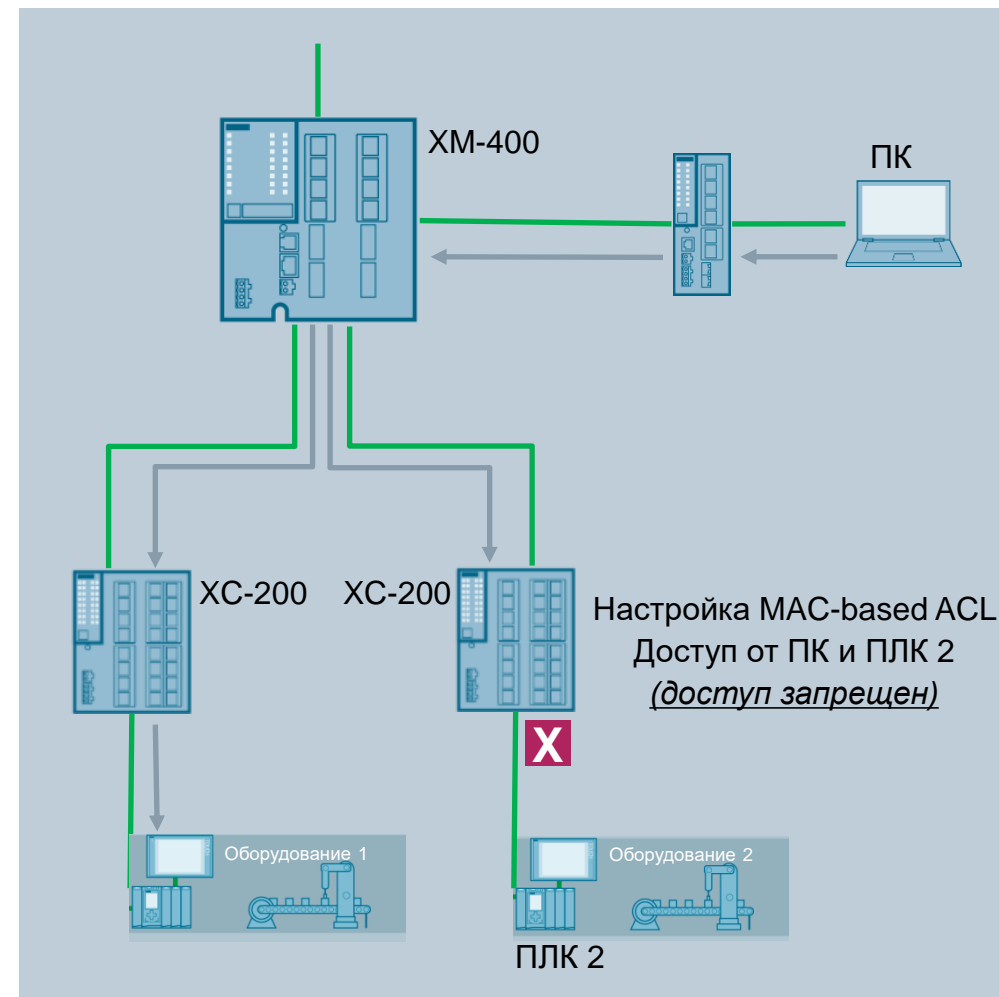 XM-400
ПК
XC-200
XC-200
Настройка MAC-based ACL
Доступ от ПК и ПЛК 2
(доступ запрещен)
X
Оборудование 1
Оборудование 2
ПЛК 2